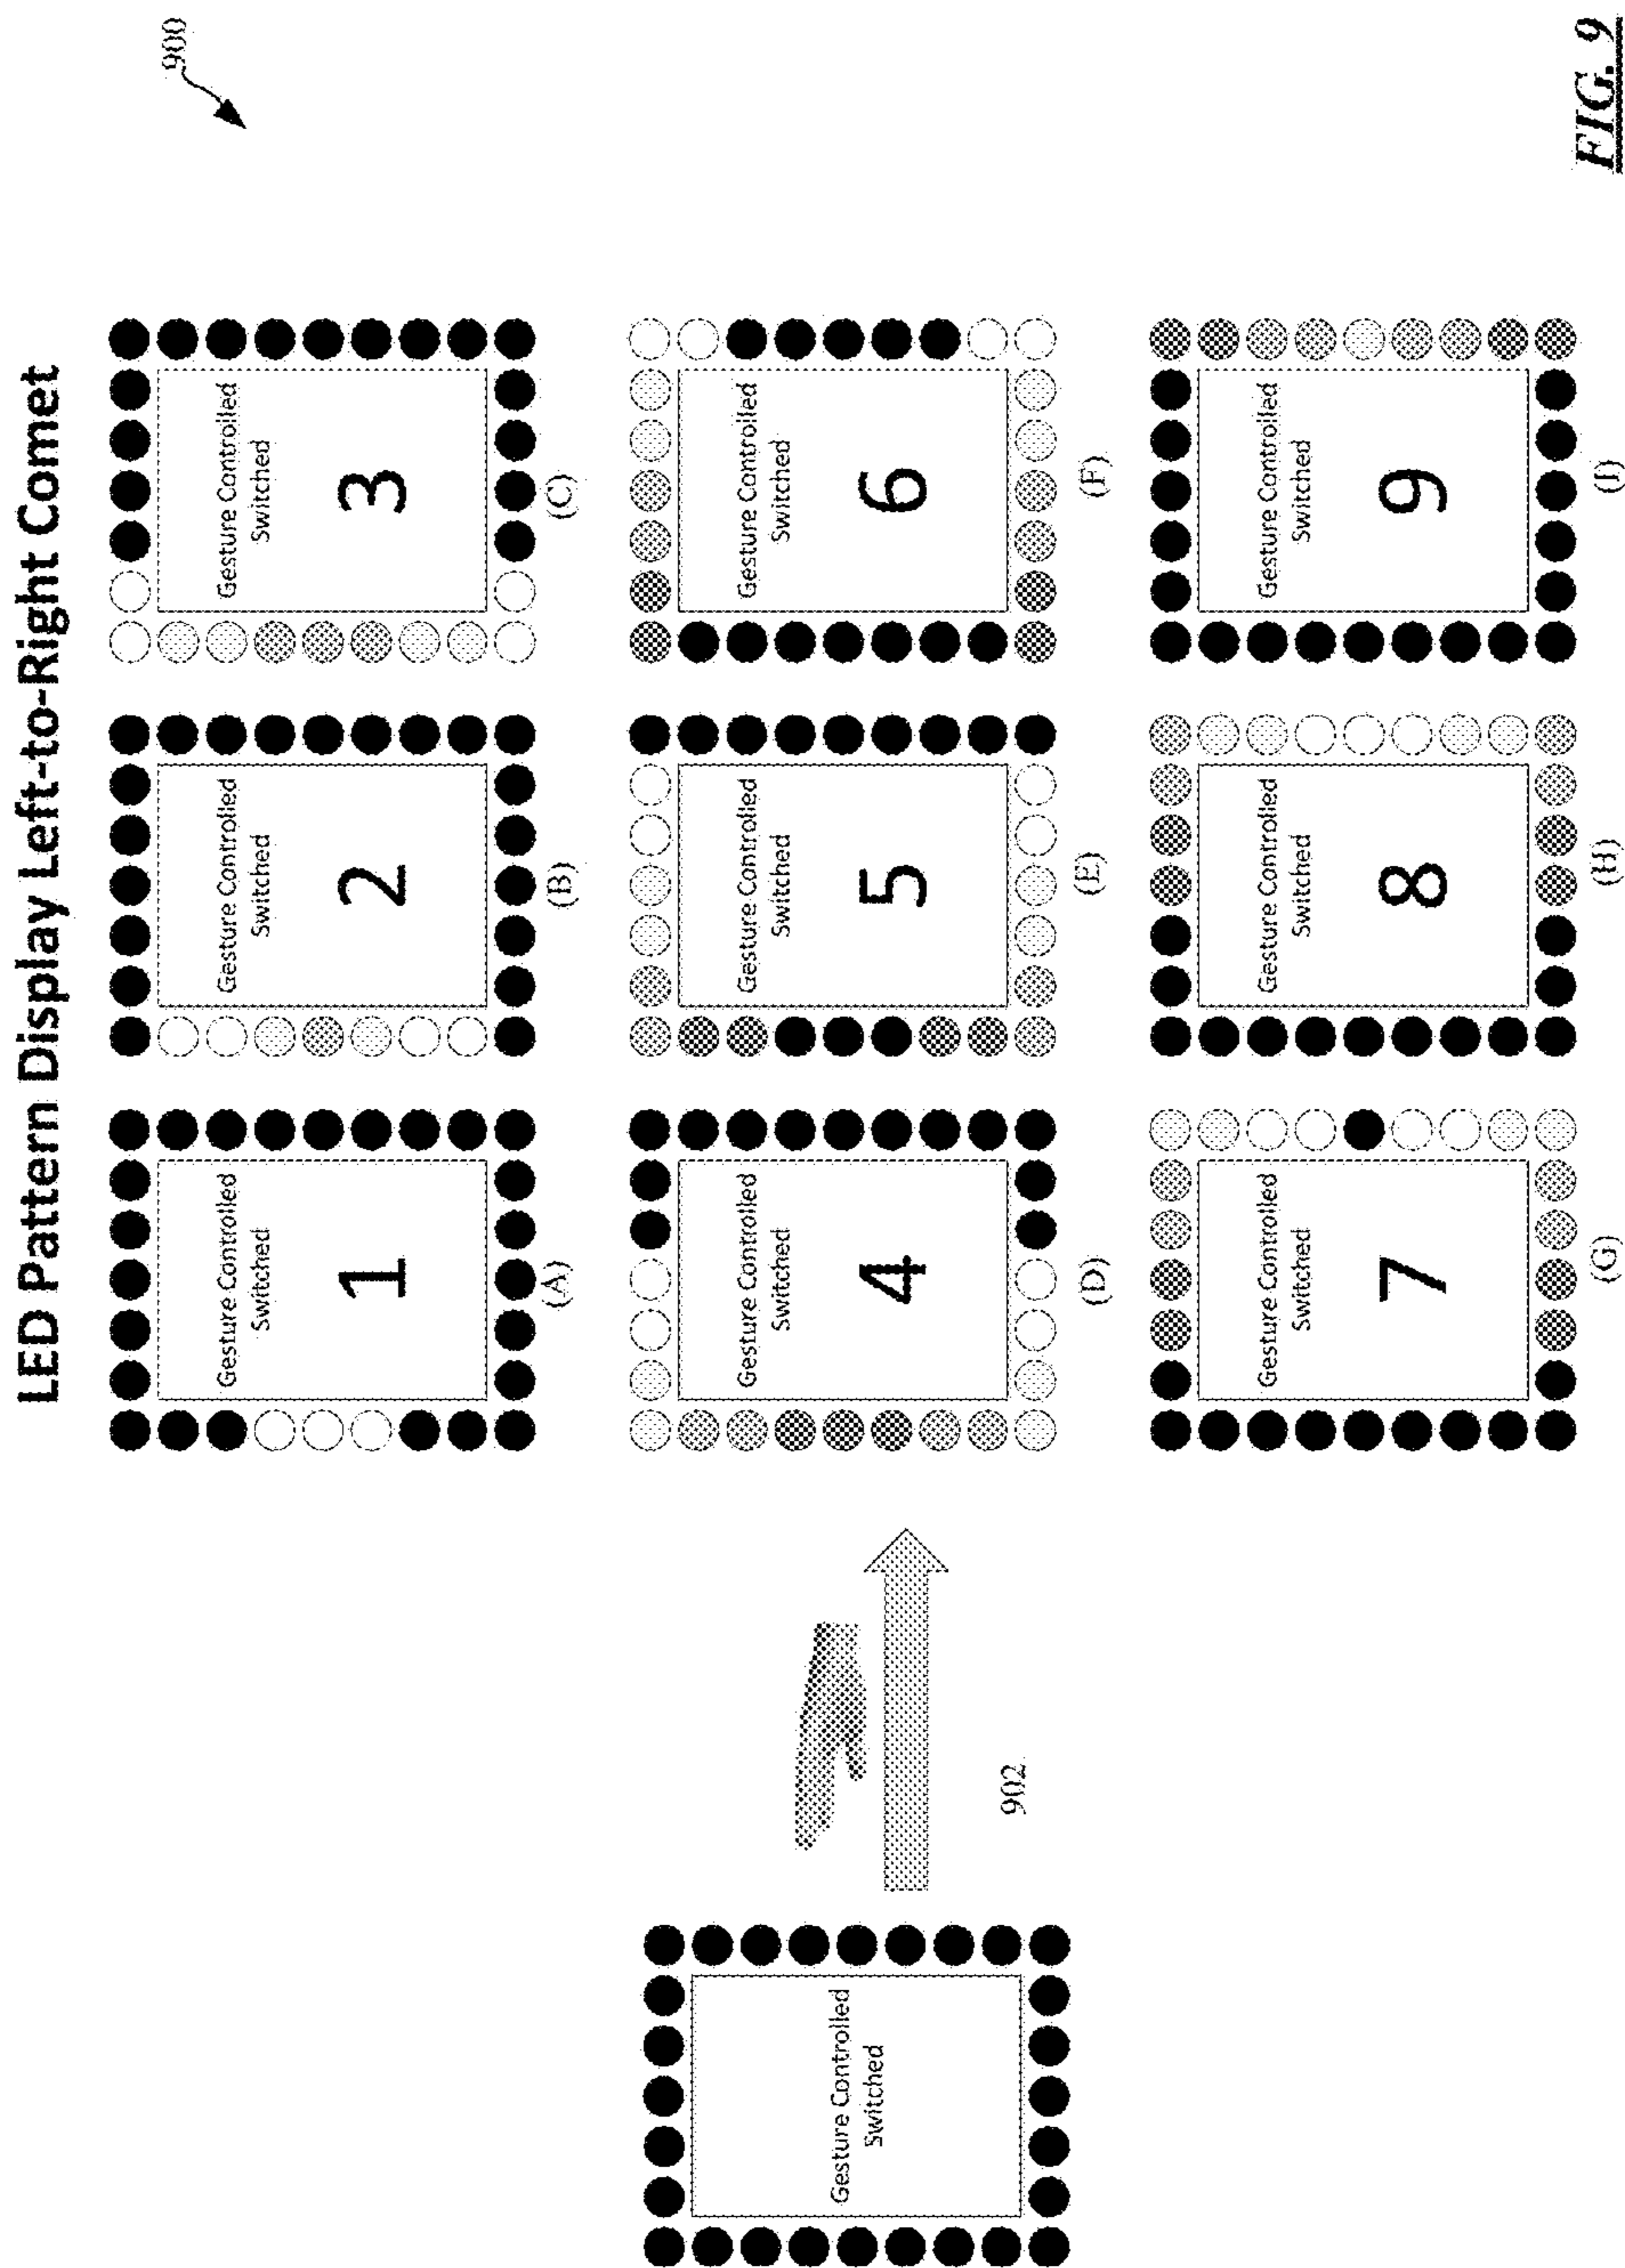 LED Pattern Display Left-to-Right Comet
900
Gesture Controlled
Switched
1
(A)
Gesture Controlled
Switched
2
(B)
Gesture Controlled
Switched
3
(C)
Gesture Controlled
Switched
902
Gesture Controlled
Switched
4
(D)
Gesture Controlled
Switched
5
(E)
Gesture Controlled
Switched
6
(F)
Gesture Controlled
Switched
7
(G)
Gesture Controlled
Switched
8
(H)
Gesture Controlled
Switched
9
(J)
FIG. 9